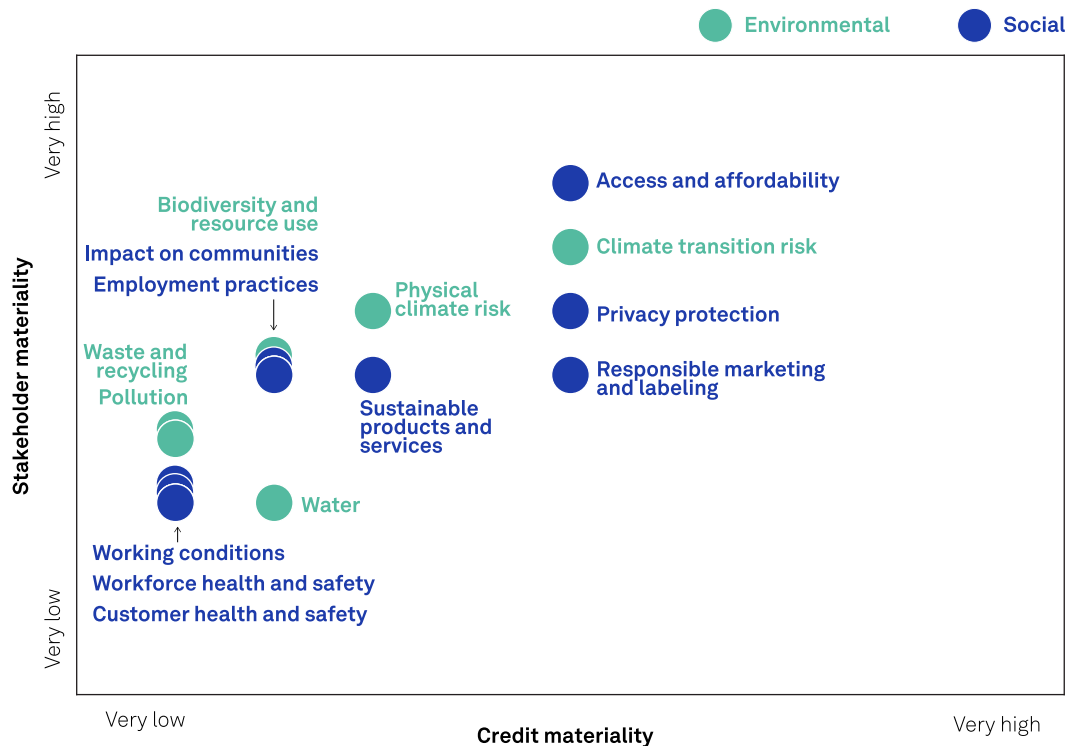 Environmental
Social
Very high
Stakeholder materiality
Very low
Access and affordability
Biodiversity and
resource use
Impact on communities
Employment practices
Climate transition risk
Physical
climate risk
Privacy protection
Waste and
recycling
Pollution
Responsible marketing
and labeling
Sustainable
products and
services
Water
Working conditions
Workforce health and safety
Customer health and safety
Very low
Credit materiality
Very high